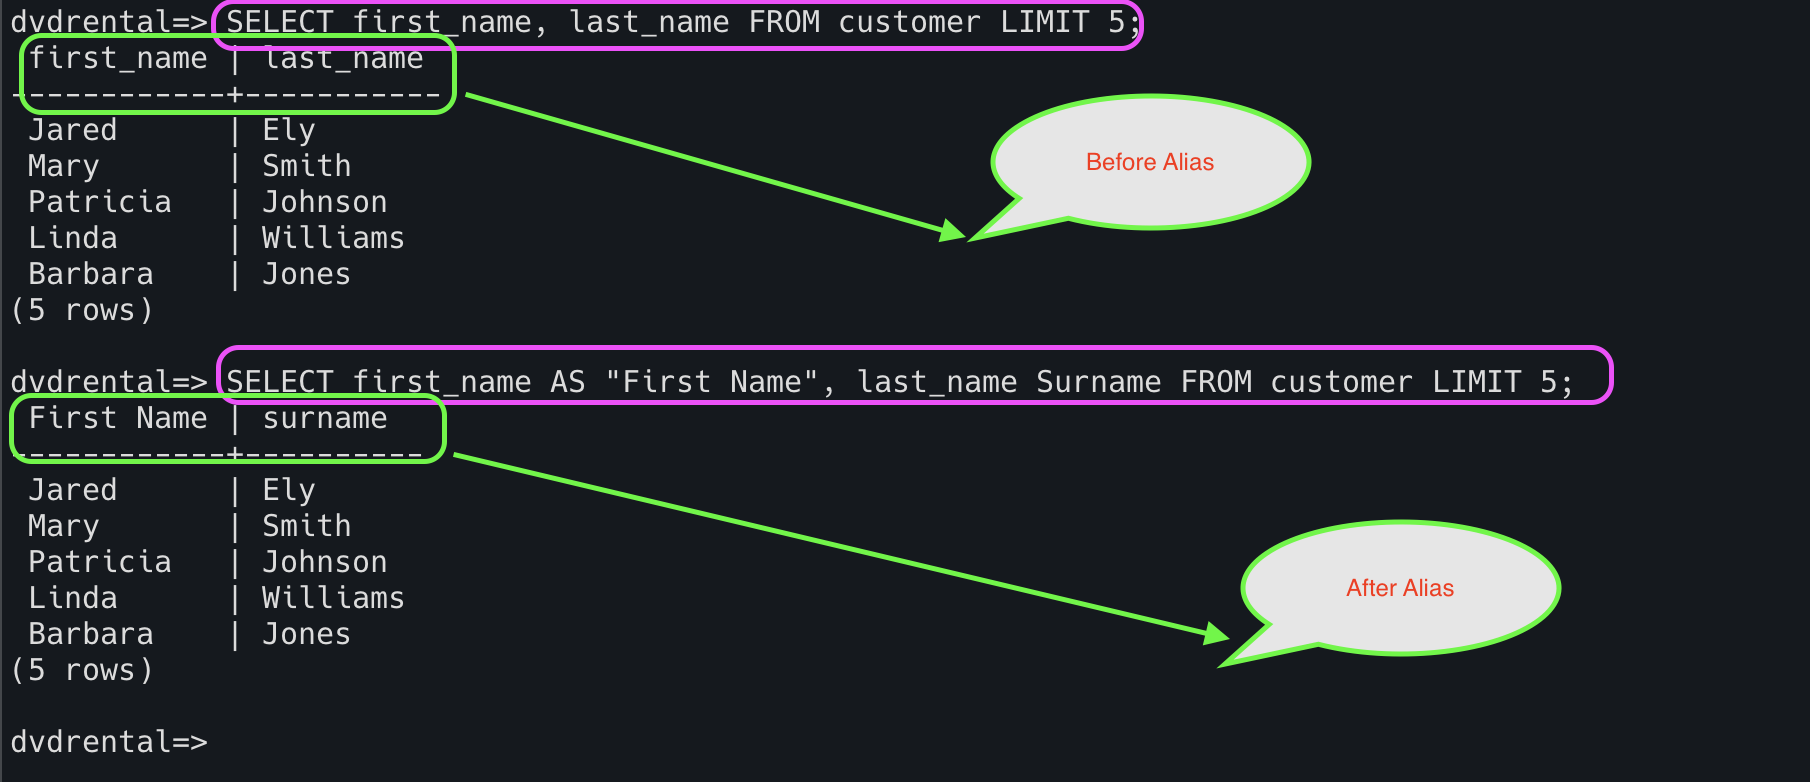 dvdrental=> SELECT first_name, last_name FROM customer LIMIT 5;
 first_name | last_name
------------+-----------
 Jared      | Ely
 Mary       | Smith
 Patricia   | Johnson
 Linda      | Williams
 Barbara    | Jones
(5 rows)
Before Alias
dvdrental=> SELECT first_name AS "First Name", last_name Surname FROM customer LIMIT 5;
 First Name | surname
------------+----------
 Jared      | Ely
 Mary       | Smith
 Patricia   | Johnson
 Linda      | Williams
 Barbara    | Jones
(5 rows)
After Alias
dvdrental=>